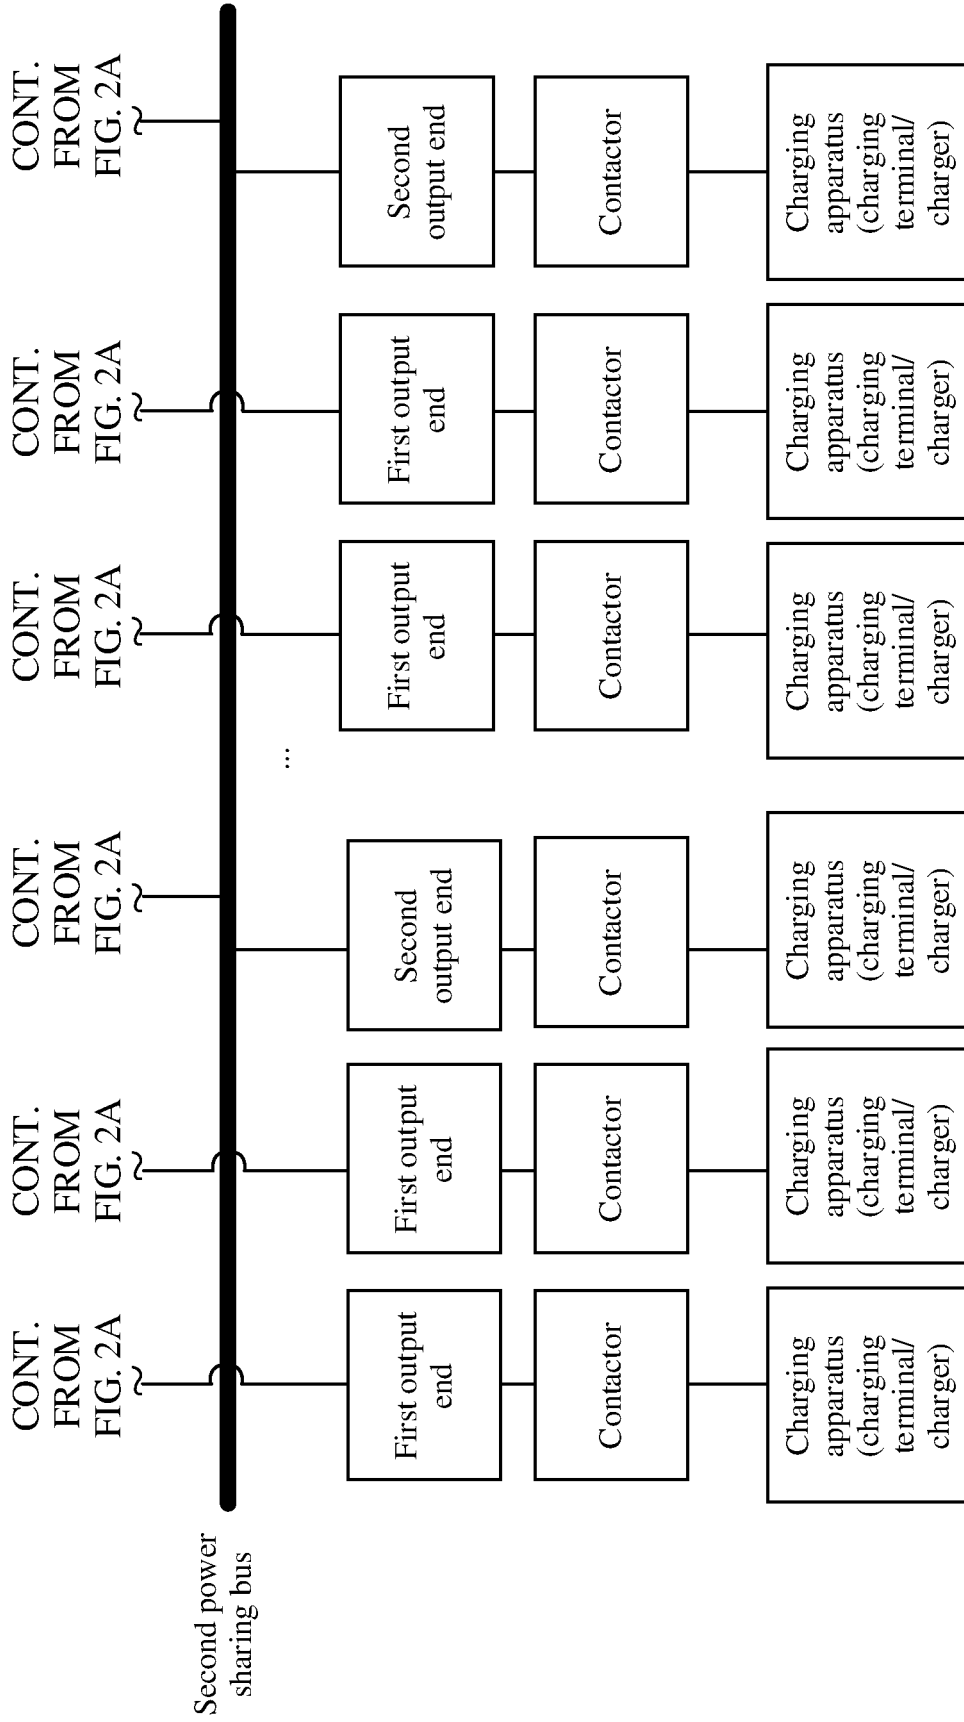 CONT.
FROM
FIG. 2A
CONT.
FROM
FIG. 2A
CONT.
FROM
FIG. 2A
CONT.
FROM
FIG. 2A
CONT.
FROM
FIG. 2A
CONT.
FROM
FIG. 2A
Second power
sharing bus
...
First output
end
First output
end
Second
output end
First output
end
First output
end
Second
output end
Contactor
Contactor
Contactor
Contactor
Contactor
Contactor
Charging
apparatus
(charging
terminal/
charger)
Charging
apparatus
(charging
terminal/
charger)
Charging
apparatus
(charging
terminal/
charger)
Charging
apparatus
(charging
terminal/
charger)
Charging
apparatus
(charging
terminal/
charger)
Charging
apparatus
(charging
terminal/
charger)